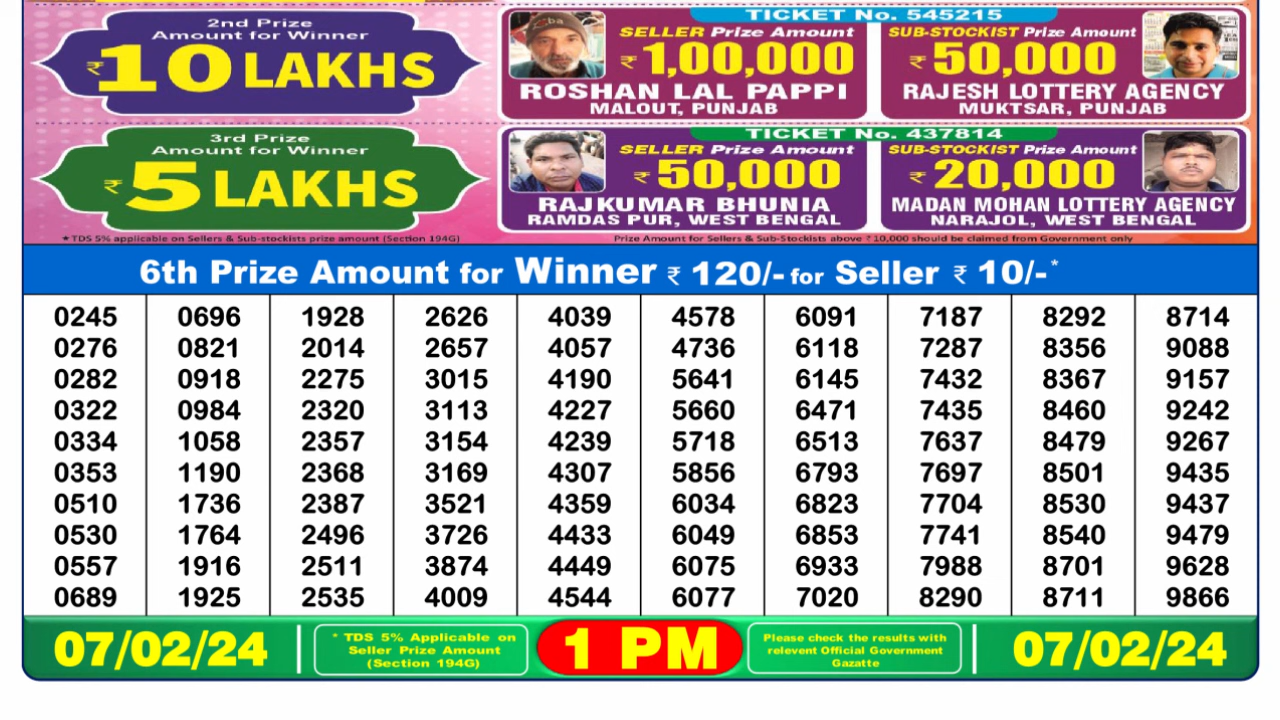 2nd Prize
Amount for Winner
₹10 LAKHS
TICKET No. 545215
SELLER Prize Amount
₹1,00,000
ROSHAN LAL PAPPI
MALOUT, PUNJAB
SUB-STOCKIST Prize Amount
₹50,000
RAJESH LOTTERY AGENCY
MUKTSAR, PUNJAB
3rd Prize
Amount for Winner
₹5 LAKHS
TICKET No. 437814
SELLER Prize Amount
₹50,000
RAJKUMAR BHUNIA
RAMDAS PUR, WEST BENGAL
SUB-STOCKIST Prize Amount
₹20,000
MADAN MOHAN LOTTERY AGENCY
NARAJOL, WEST BENGAL
★TDS 5% applicable on Sellers & Sub-stockists prize amount (Section 194G)
Prize Amount for Sellers & Sub-Stockists above ₹10,000 should be claimed from Government only
6th Prize Amount for Winner ₹ 120/- for Seller ₹ 10/-*
0245 0696 1928 2626 4039 4578 6091 7187 8292 8714
0276 0821 2014 2657 4057 4736 6118 7287 8356 9088
0282 0918 2275 3015 4190 5641 6145 7432 8367 9157
0322 0984 2320 3113 4227 5660 6471 7435 8460 9242
0334 1058 2357 3154 4239 5718 6513 7637 8479 9267
0353 1190 2368 3169 4307 5856 6793 7697 8501 9435
0510 1736 2387 3521 4359 6034 6823 7704 8530 9437
0530 1764 2496 3726 4433 6049 6853 7741 8540 9479
0557 1916 2511 3874 4449 6075 6933 7988 8701 9628
0689 1925 2535 4009 4544 6077 7020 8290 8711 9866
07/02/24
* TDS 5% Applicable on
Seller Prize Amount
(Section 194G)
1 PM
Please check the results with
relevent Official Government
Gazatte
07/02/24